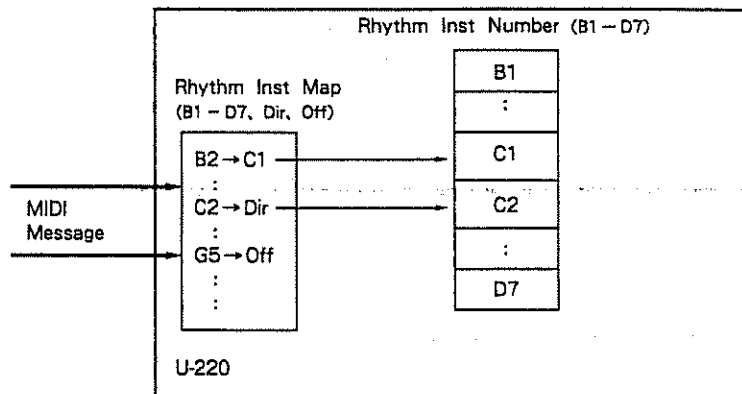 Rhythm Inst Number (B1－D7)
B1
:
C1
C2
:
D7
Rhythm Inst Map
(B1－D7、Dir、Off)
B2→C1
:
C2→Dir
:
G5→Off
:
:
MIDI
Message
U-220